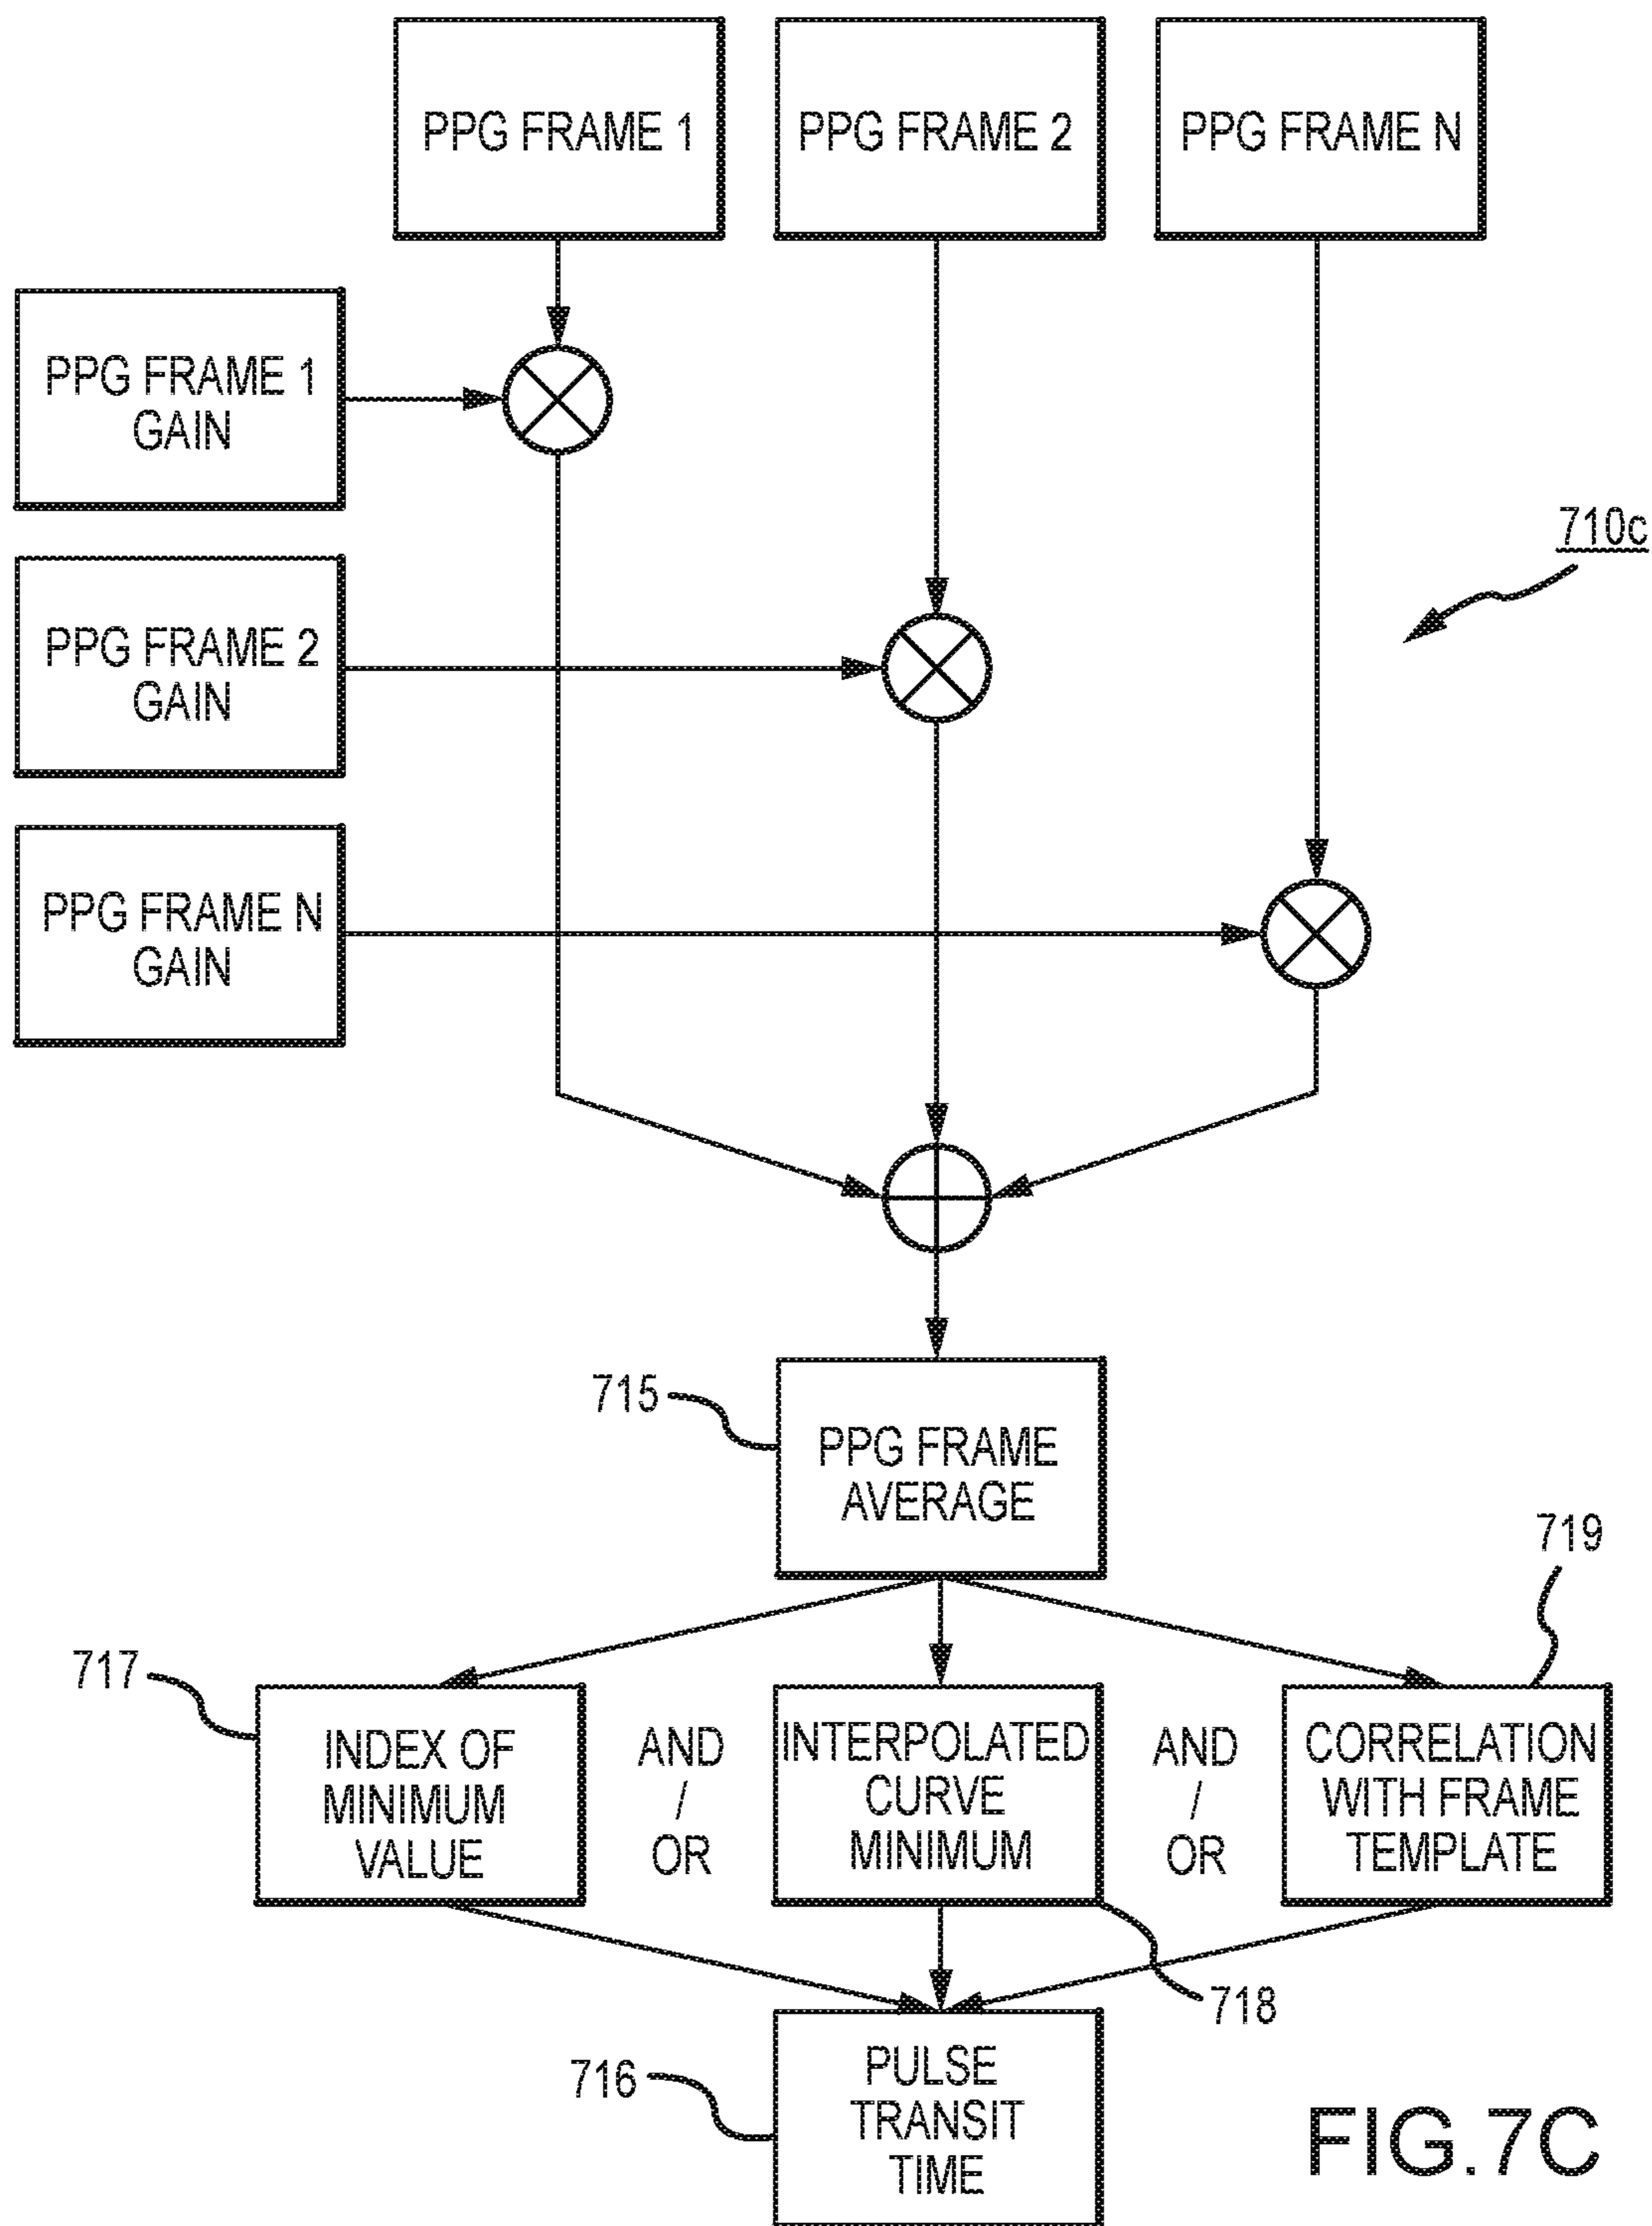 PPG FRAME 1
PPG FRAME 2
PPG FRAME N
PPG FRAME 1
GAIN
710c
PPG FRAME 2
GAIN
PPG FRAME N
GAIN
715
PPG FRAME
AVERAGE
719
717
INDEX OF
MINIMUM
VALUE
AND
/
OR
INTERPOLATED
CURVE
MINIMUM
AND
/
OR
CORRELATION
WITH FRAME
TEMPLATE
718
716
PULSE
TRANSIT
TIME
FIG.7C